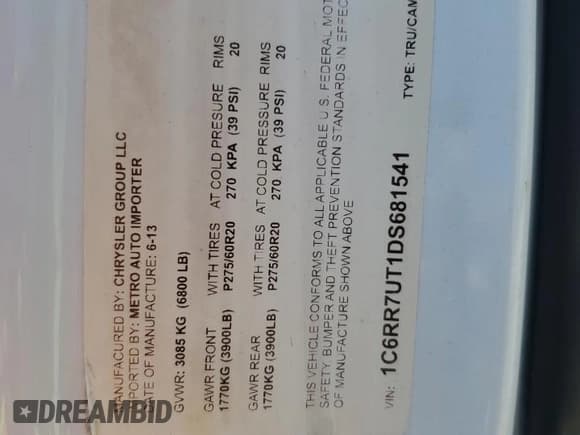 MANUFACURED BY: CHRYSLER GROUP LLC
IMPORTED BY: METRO AUTO IMPORTER
DATE OF MANUFACTURE: 6-13
GVWR: 3085 KG (6800 LB)
GAWR FRONT WITH TIRES AT COLD PRESURE RIMS
1770KG (3900LB) P275/60R20 270 KPA (39 PSI) 20
GAWR REAR WITH TIRES AT COLD PRESSURE RIMS
1770KG (3900LB) P275/60R20 270 KPA (39 PSI) 20
THIS VEHICLE CONFORMS TO ALL APPLICABLE U.S. FEDERAL MOT
SAFETY, BUMPER AND THEFT PREVENTION STANDARDS IN EFFEC
OF MANUFACTURE SHOWN ABOVE
VIN: 1C6RR7UT1DS681541 TYPE: TRU/CAM
DREAMBID